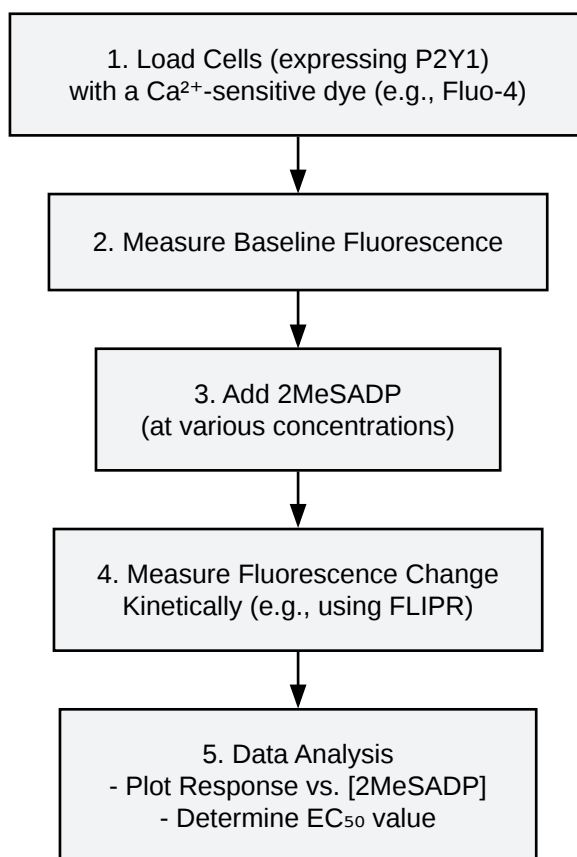 1. Load Cells (expressing P2Y1)
with a Ca²⁺-sensitive dye (e.g., Fluo-4)
2. Measure Baseline Fluorescence
3. Add 2MeSADP
(at various concentrations)
4. Measure Fluorescence Change
Kinetically (e.g., using FLIPR)
5. Data Analysis
- Plot Response vs. [2MeSADP]
- Determine EC₅₀ value